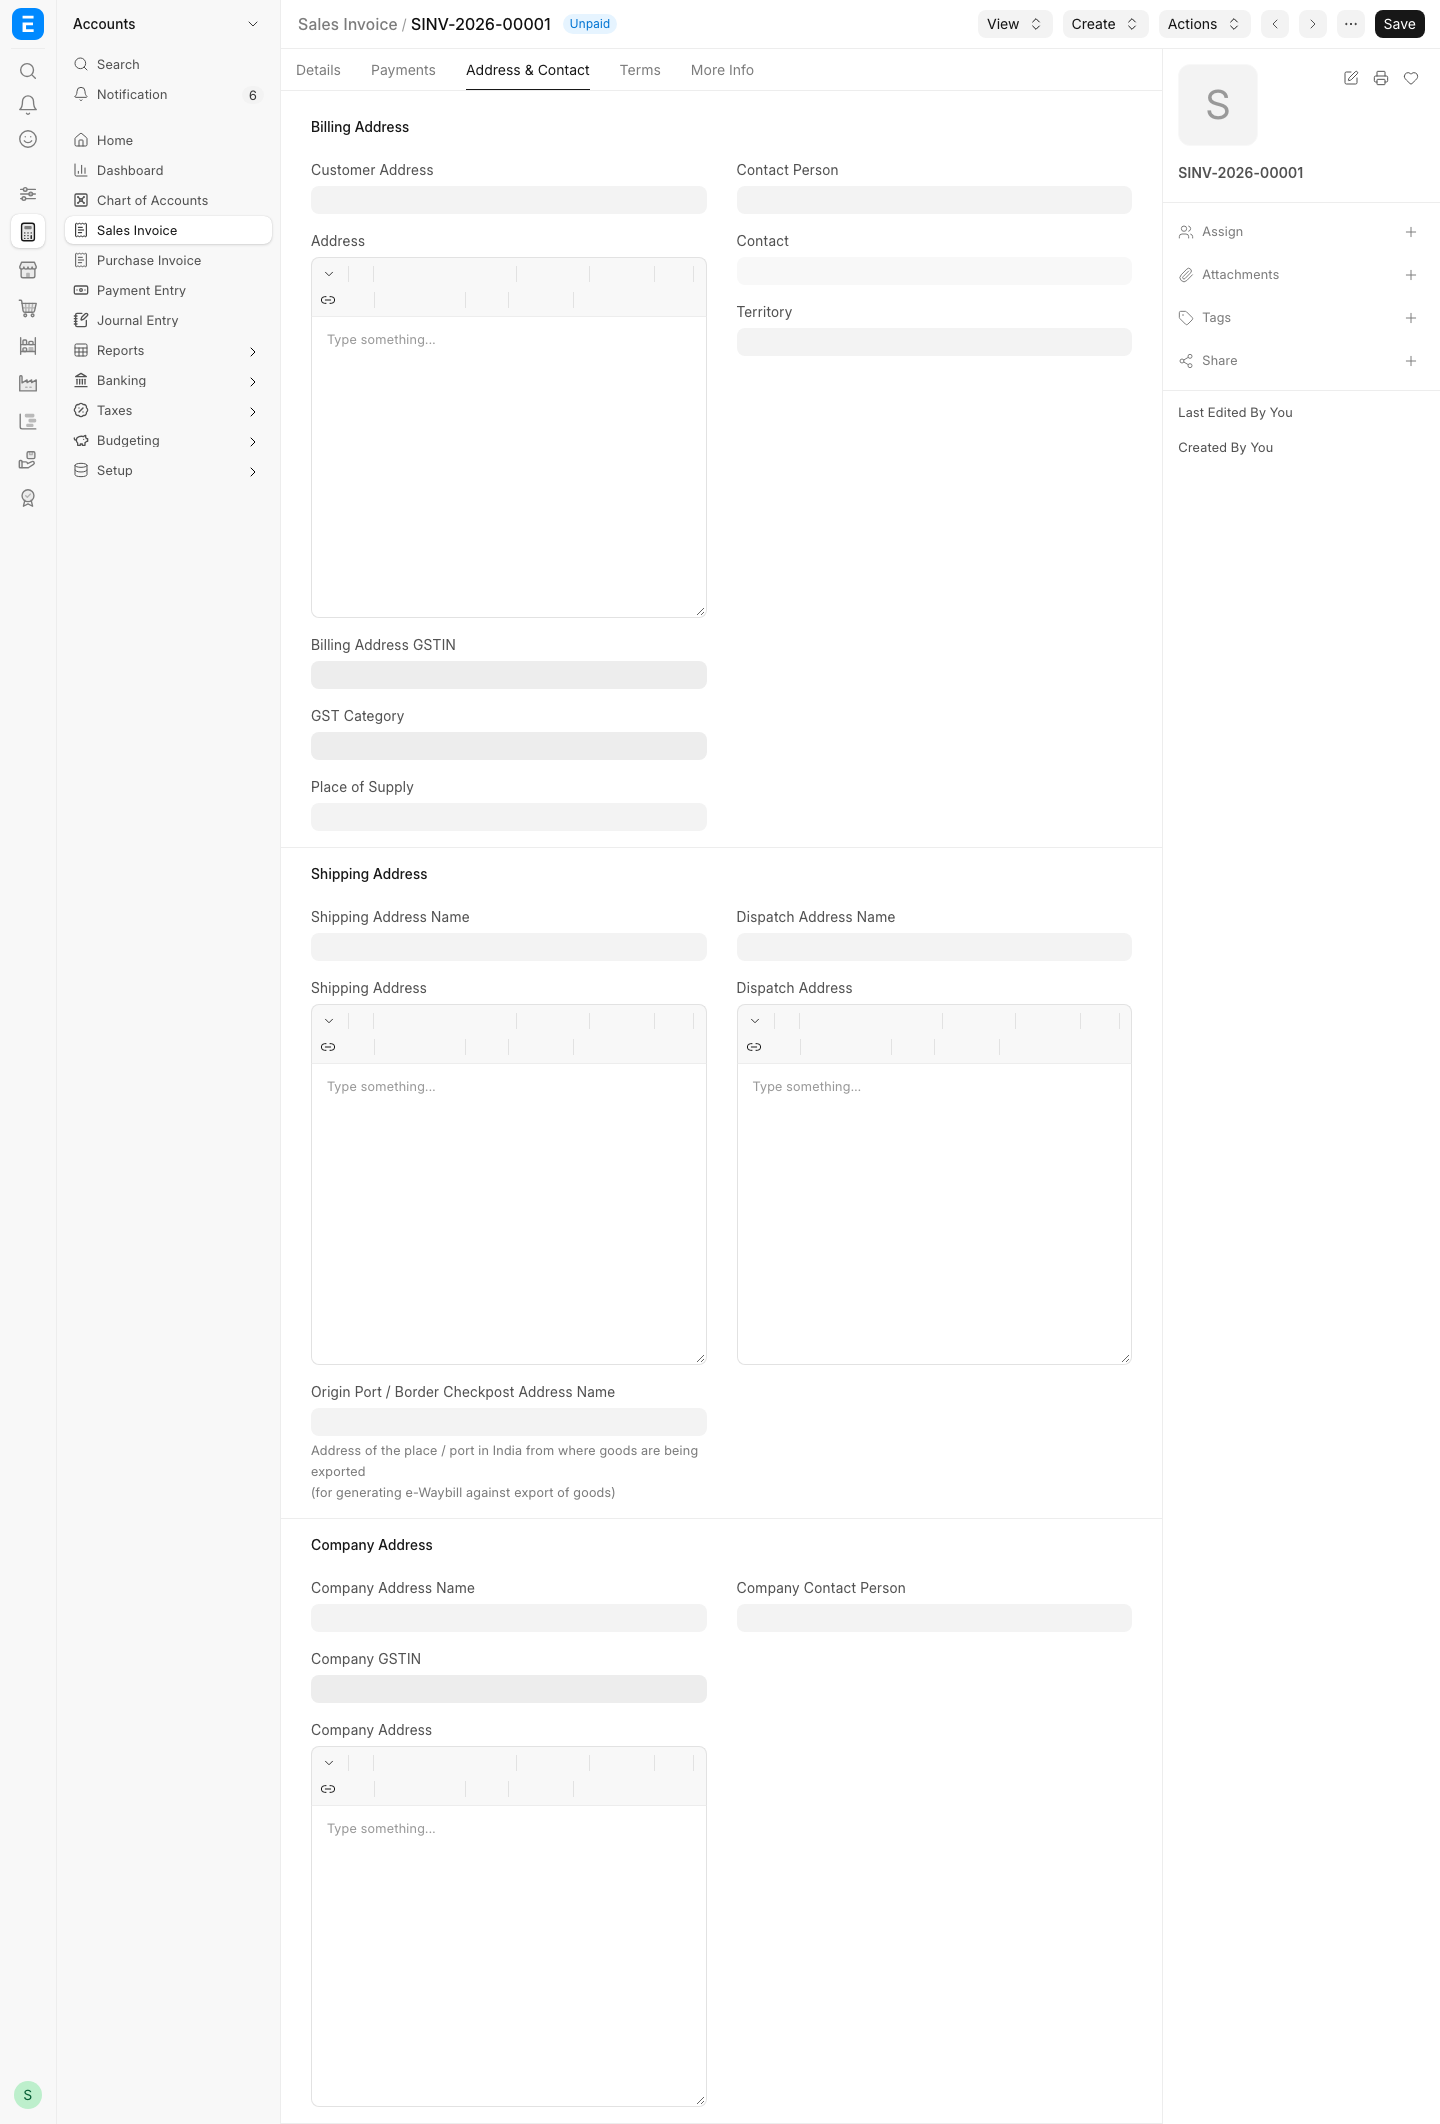 Accounts
Search
Notification 6
Home
Dashboard
Chart of Accounts
Sales Invoice
Purchase Invoice
Payment Entry
Journal Entry
Reports
Banking
Taxes
Budgeting
Setup
S
Sales Invoice / SINV-2026-00001 Unpaid
View Create Actions Save
Details Payments Address & Contact Terms More Info
Billing Address
Customer Address
Contact Person
Address
Contact
Territory
Type something...
Billing Address GSTIN
GST Category
Place of Supply
Shipping Address
Shipping Address Name
Dispatch Address Name
Shipping Address
Dispatch Address
Type something...
Type something...
Origin Port / Border Checkpost Address Name
Address of the place / port in India from where goods are being
exported
(for generating e-Waybill against export of goods)
Company Address
Company Address Name
Company Contact Person
Company GSTIN
Company Address
Type something...
S
SINV-2026-00001
Assign
Attachments
Tags
Share
Last Edited By You
Created By You